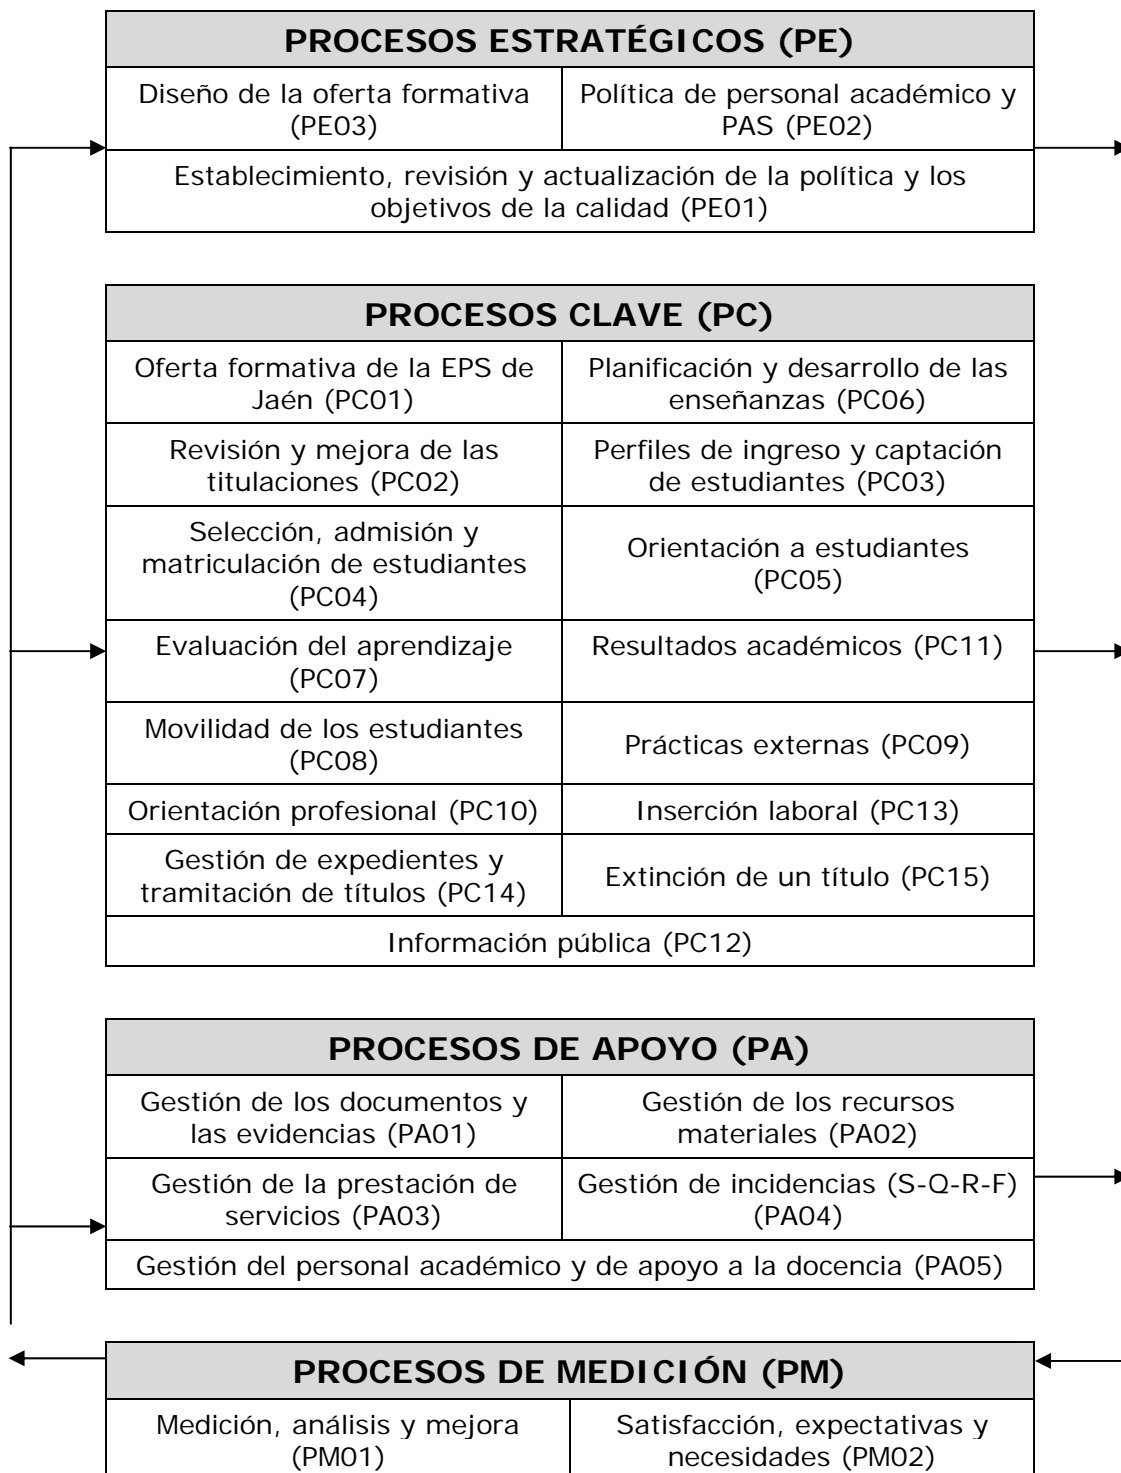 PROCESOS ESTRATÉGICOS (PE)
Diseño de la oferta formativa
(PE03)
Política de personal académico y
PAS (PE02)
Establecimiento, revisión y actualización de la política y los
objetivos de la calidad (PE01)
PROCESOS CLAVE (PC)
Oferta formativa de la EPS de
Jaén (PC01)
Planificación y desarrollo de las
enseñanzas (PC06)
Revisión y mejora de las
titulaciones (PC02)
Perfiles de ingreso y captación
de estudiantes (PC03)
Selección, admisión y
matriculación de estudiantes
(PC04)
Orientación a estudiantes
(PC05)
Evaluación del aprendizaje
(PC07)
Resultados académicos (PC11)
Movilidad de los estudiantes
(PC08)
Prácticas externas (PC09)
Orientación profesional (PC10)
Inserción laboral (PC13)
Gestión de expedientes y
tramitación de títulos (PC14)
Extinción de un título (PC15)
Información pública (PC12)
PROCESOS DE APOYO (PA)
Gestión de los documentos y
las evidencias (PA01)
Gestión de los recursos
materiales (PA02)
Gestión de la prestación de
servicios (PA03)
Gestión de incidencias (S-Q-R-F)
(PA04)
Gestión del personal académico y de apoyo a la docencia (PA05)
PROCESOS DE MEDICIÓN (PM)
Medición, análisis y mejora
(PM01)
Satisfacción, expectativas y
necesidades (PM02)